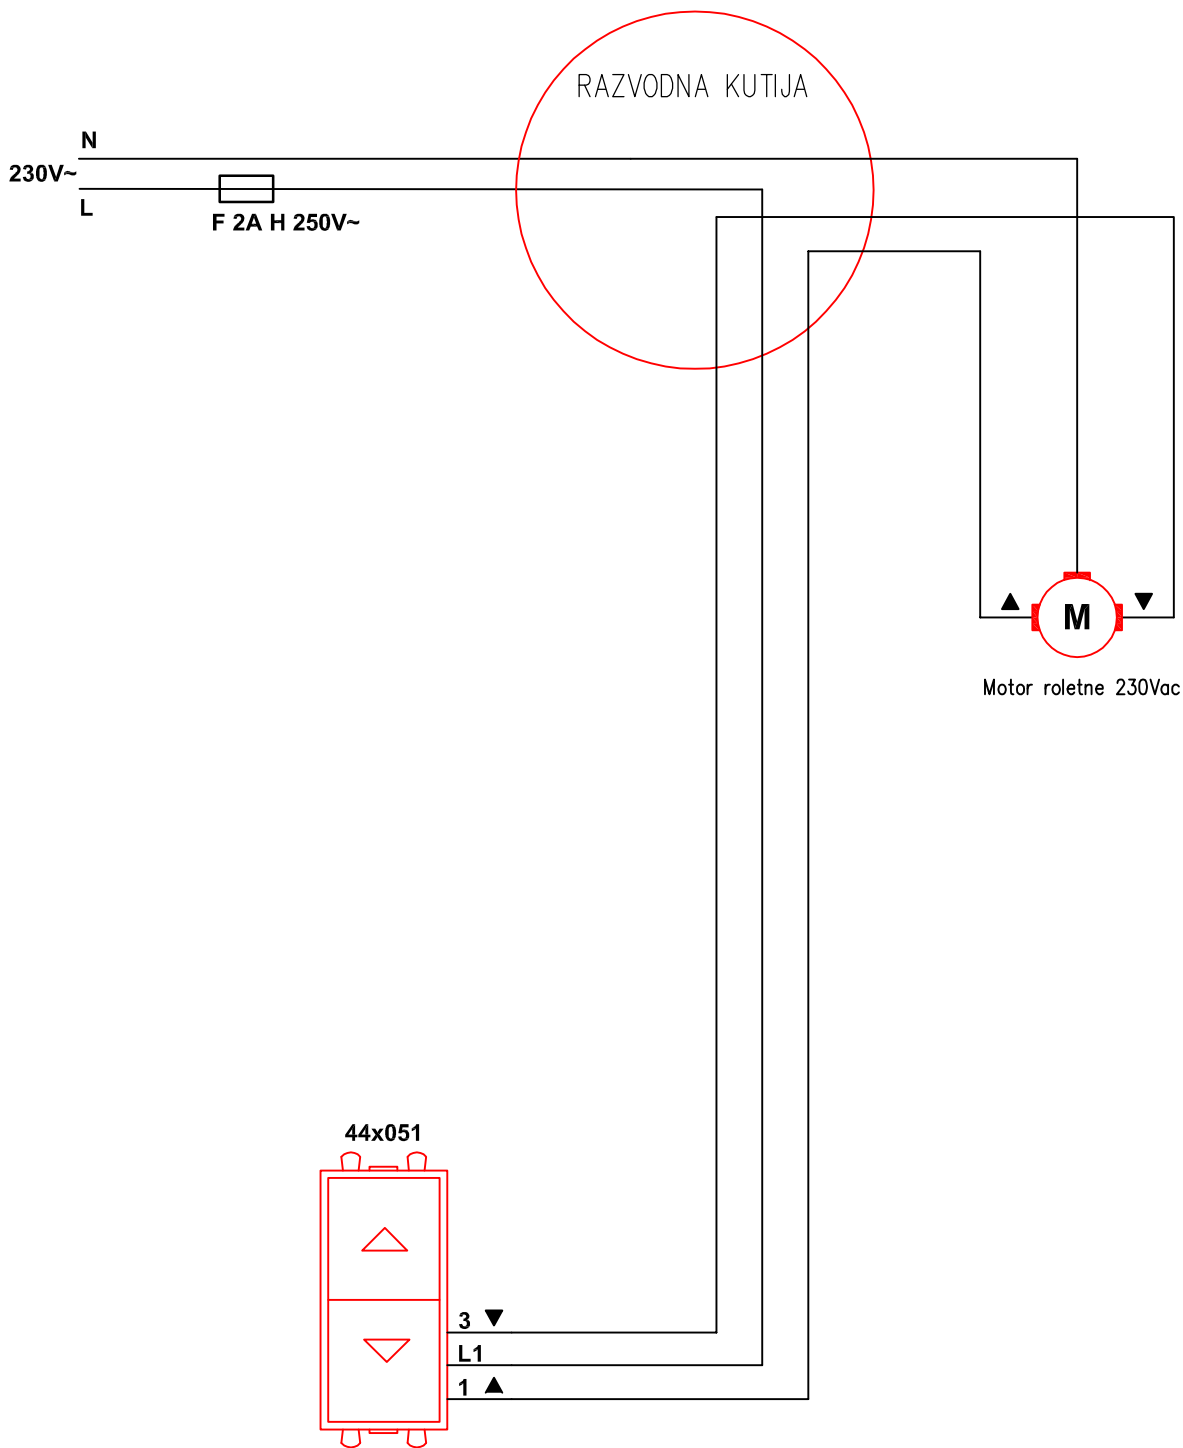 RAZVODNA KUTIJA
N
230V~
L
F 2A H 250V~
M
Motor roletne 230Vac
44x051
3
L1
1